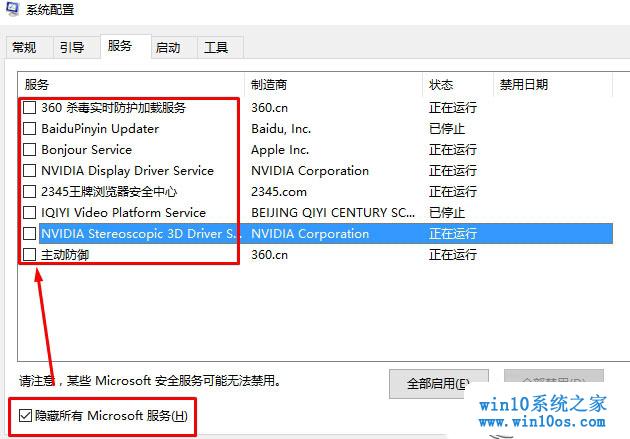 系统配置
常规 引导 服务 启动 工具
服务 制造商 状态 禁用日期
360 杀毒实时防护加载服务 360.cn 正在运行
BaiduPinyin Updater Baidu, Inc. 已停止
Bonjour Service Apple Inc. 正在运行
NVIDIA Display Driver Service NVIDIA Corporation 正在运行
2345王牌浏览器安全中心 2345.com 正在运行
IQIYI Video Platform Service BEIJING QIYI CENTURY SC... 已停止
NVIDIA Stereoscopic 3D Driver S... NVIDIA Corporation 正在运行
主动防御 360.cn 正在运行
请注意，某些 Microsoft 安全服务可能无法禁用。
全部启用(E) 全部禁用(D)
隐藏所有 Microsoft 服务(H)
win10系统之家
www.win10os.com